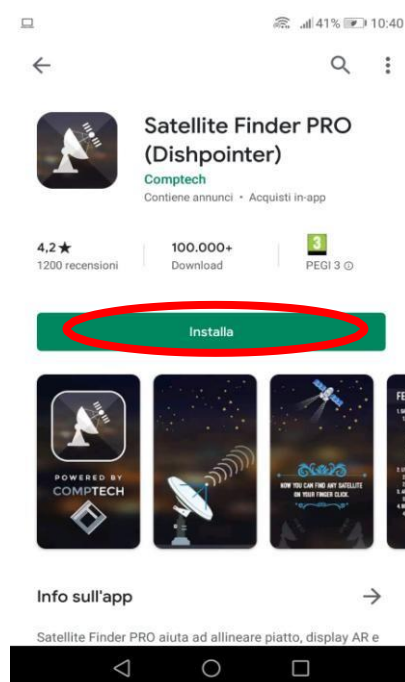 41% 10:40
Satellite Finder PRO
(Dishpointer)
Comptech
Contiene annunci • Acquisti in-app
4,2★ 100.000+ 3
1200 recensioni Download PEGI 3
Installa
POWERED BY
COMPTECH
NOW YOU CAN FIND ANY SATELLITE
ON YOUR FINGER CLICK.
FE
Info sull'app
Satellite Finder PRO aiuta ad allineare piatto, display AR e